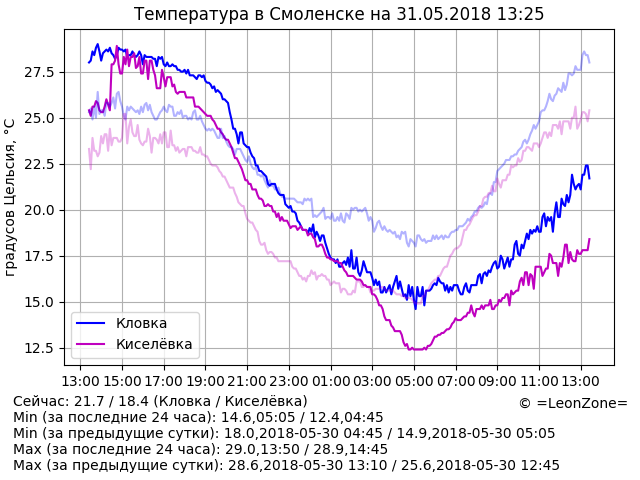 Температура в Смоленске на 31.05.2018 13:25
градусов Цельсия, °C
27.5
25.0
22.5
20.0
17.5
15.0
12.5
Кловка
Киселёвка
13:00 15:00 17:00 19:00 21:00 23:00 01:00 03:00 05:00 07:00 09:00 11:00 13:00
Сейчас: 21.7 / 18.4 (Кловка / Киселёвка)
© =LeonZone=
Min (за последние 24 часа): 14.6,05:05 / 12.4,04:45
Min (за предыдущие сутки): 18.0,2018-05-30 04:45 / 14.9,2018-05-30 05:05
Max (за последние 24 часа): 29.0,13:50 / 28.9,14:45
Max (за предыдущие сутки): 28.6,2018-05-30 13:10 / 25.6,2018-05-30 12:45